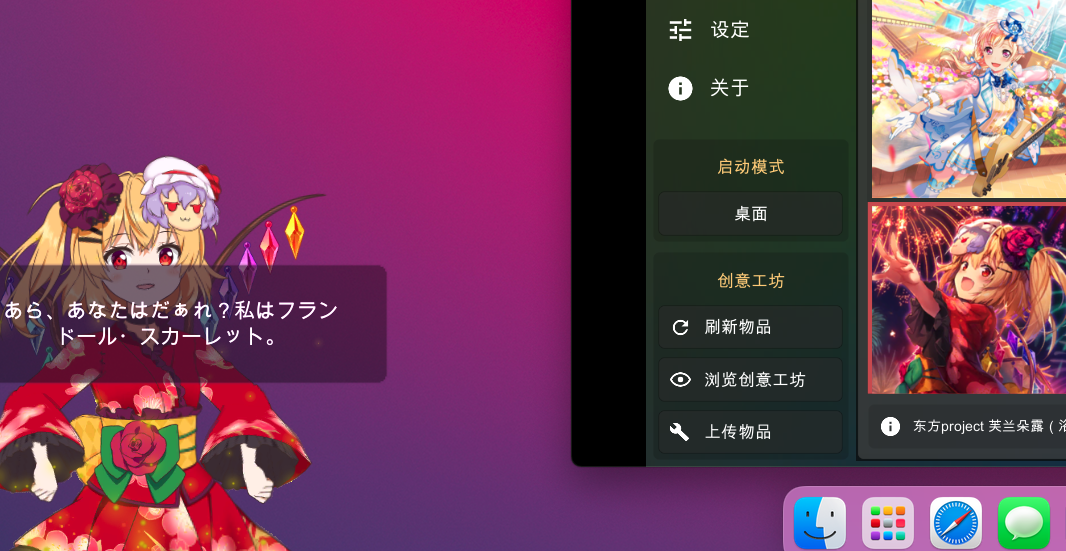 设定
关于
启动模式
桌面
创意工坊
刷新物品
浏览创意工坊
上传物品
东方project 芙兰朵露（
あら、あなたはだぁれ？私はフラン
ドール・スカーレット。